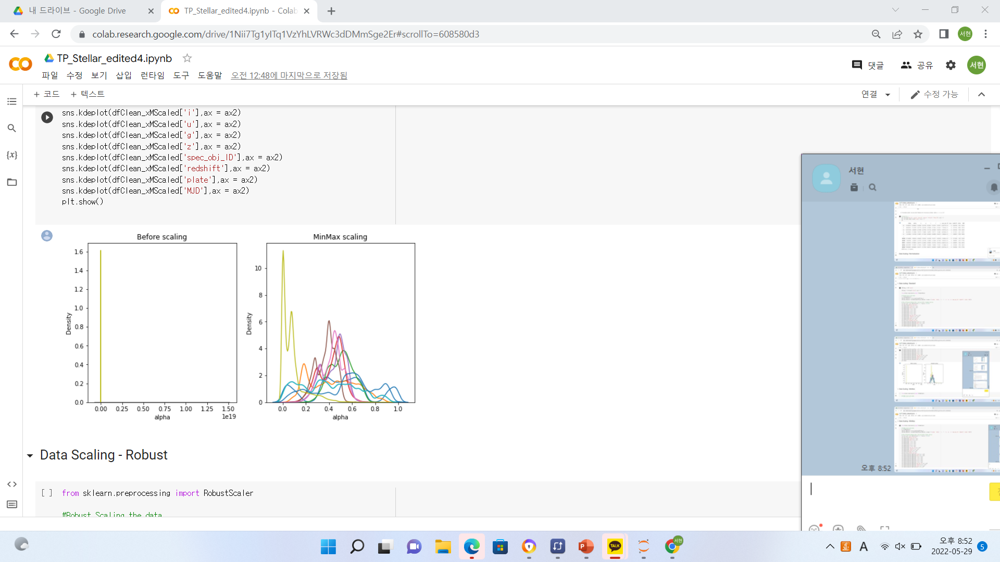 내 드라이브 - Google Drive
TP_Stellar_edited4.ipynb - Colab
colab.research.google.com/drive/1Nii7Tg1yITq1VzYhLVRWc3dDMmSge2Er#scrollTo=608580d3
서현
TP_Stellar_edited4.ipynb
파일 수정 보기 삽입 런타임 도구 도움말 오전 12:48에 마지막으로 저장됨
댓글 공유 서현
+ 코드 + 텍스트
연결 수정 가능
{x}
sns.kdeplot(dfClean_xMScaled['i'],ax = ax2)
sns.kdeplot(dfClean_xMScaled['u'],ax = ax2)
sns.kdeplot(dfClean_xMScaled['g'],ax = ax2)
sns.kdeplot(dfClean_xMScaled['z'],ax = ax2)
sns.kdeplot(dfClean_xMScaled['spec_obj_ID'],ax = ax2)
sns.kdeplot(dfClean_xMScaled['redshift'],ax = ax2)
sns.kdeplot(dfClean_xMScaled['plate'],ax = ax2)
sns.kdeplot(dfClean_xMScaled['MJD'],ax = ax2)
plt.show()
Before scaling
1.6
1.4
1.2
1.0
0.8
0.6
0.4
0.2
0.0
Density
0.00 0.25 0.50 0.75 1.00 1.25 1.50
1e19
alpha
MinMax scaling
10
8
6
4
2
0
Density
0.0 0.2 0.4 0.6 0.8 1.0
alpha
Data Scaling - Robust
[ ] from sklearn.preprocessing import RobustScaler
#Robust Scaling the data
서현
오후 8:52
TALK
서현
A
오후 8:52
2022-05-29
5